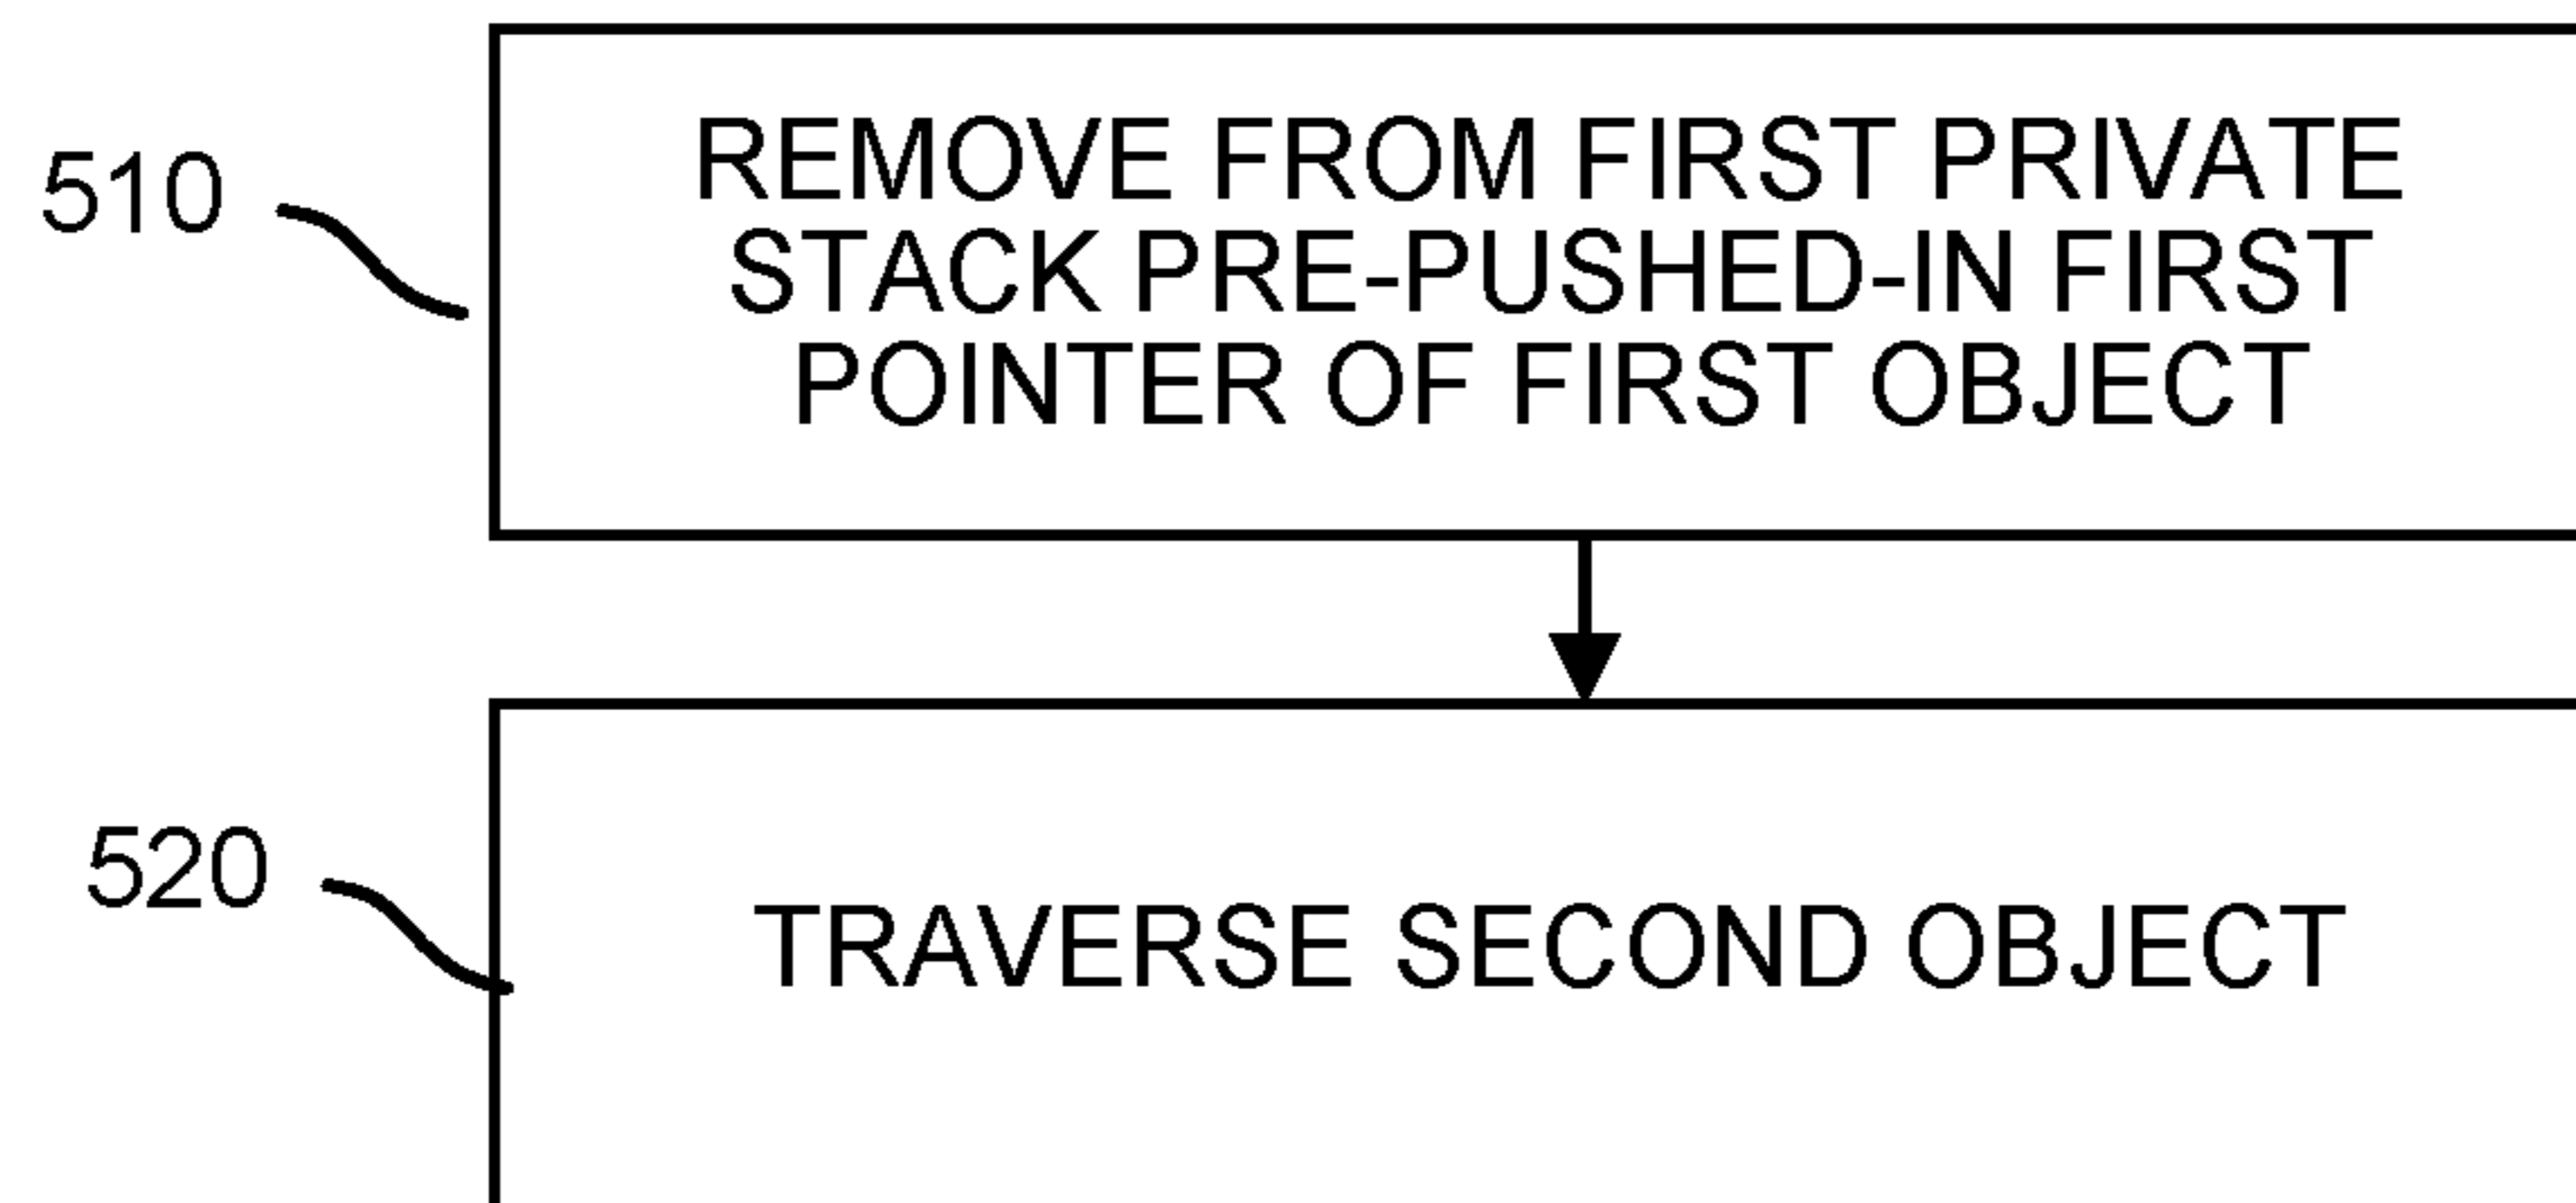 510
REMOVE FROM FIRST PRIVATE
STACK PRE-PUSHED-IN FIRST
POINTER OF FIRST OBJECT
520
TRAVERSE SECOND OBJECT